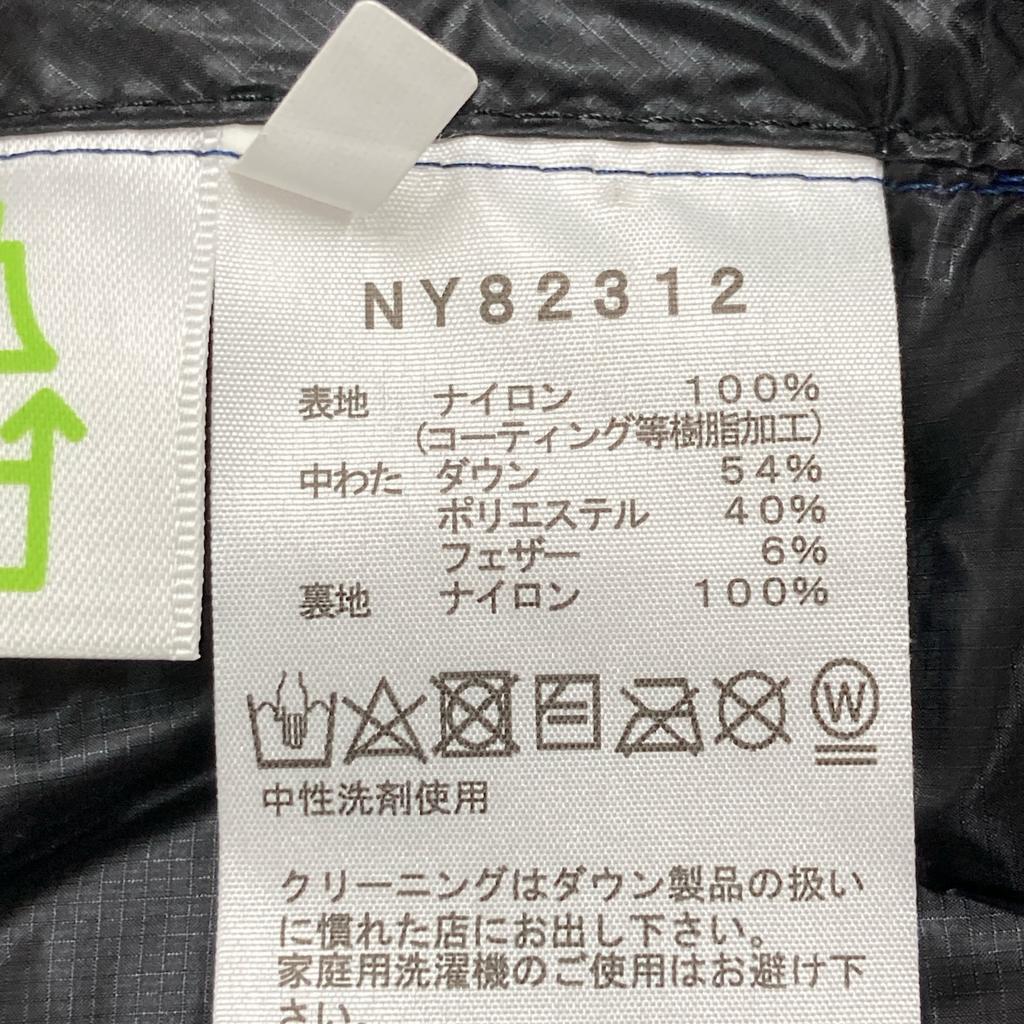 NY82312
表地 ナイロン 100%
(コーティング等樹脂加工)
中わた ダウン 54%
ポリエステル 40%
フェザー 6%
裏地 ナイロン 100%
W
中性洗剤使用
クリーニングはダウン製品の扱い
に慣れた店にお出し下さい。
家庭用洗濯機のご使用はお避け下
さい。